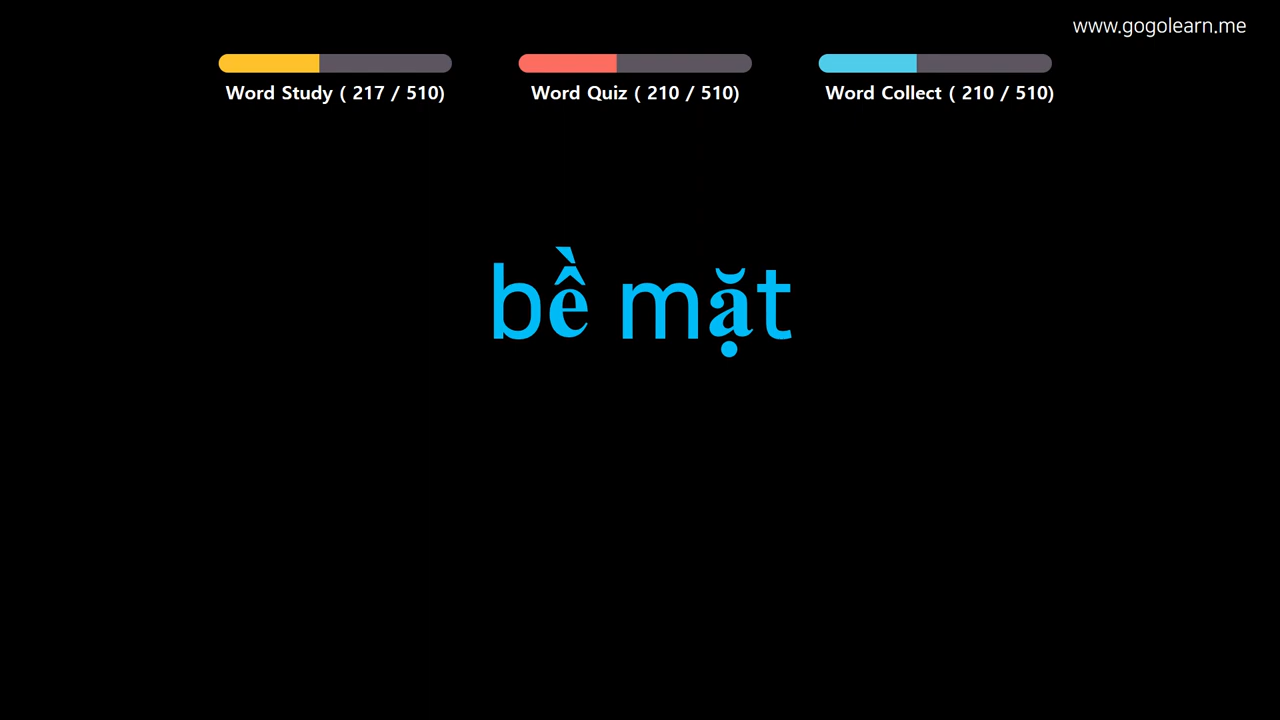 www.gogolearn.me
Word Study ( 217 / 510)
Word Quiz ( 210 / 510)
Word Collect ( 210 / 510)
bề mặt